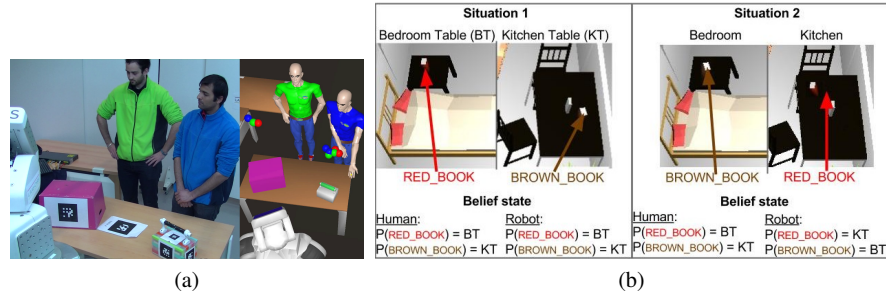 Situation 1
Bedroom Table (BT) Kitchen Table (KT)
RED_BOOK
BROWN_BOOK
Belief state
Human: Robot:
P(RED_BOOK) = BT P(RED_BOOK) = BT
P(BROWN_BOOK) = KT P(BROWN_BOOK) = KT
Situation 2
Bedroom Kitchen
BROWN_BOOK RED_BOOK
Belief state
Human: Robot:
P(RED_BOOK) = BT P(RED_BOOK) = KT
P(BROWN_BOOK) = KT P(BROWN_BOOK) = BT
(a) (b)